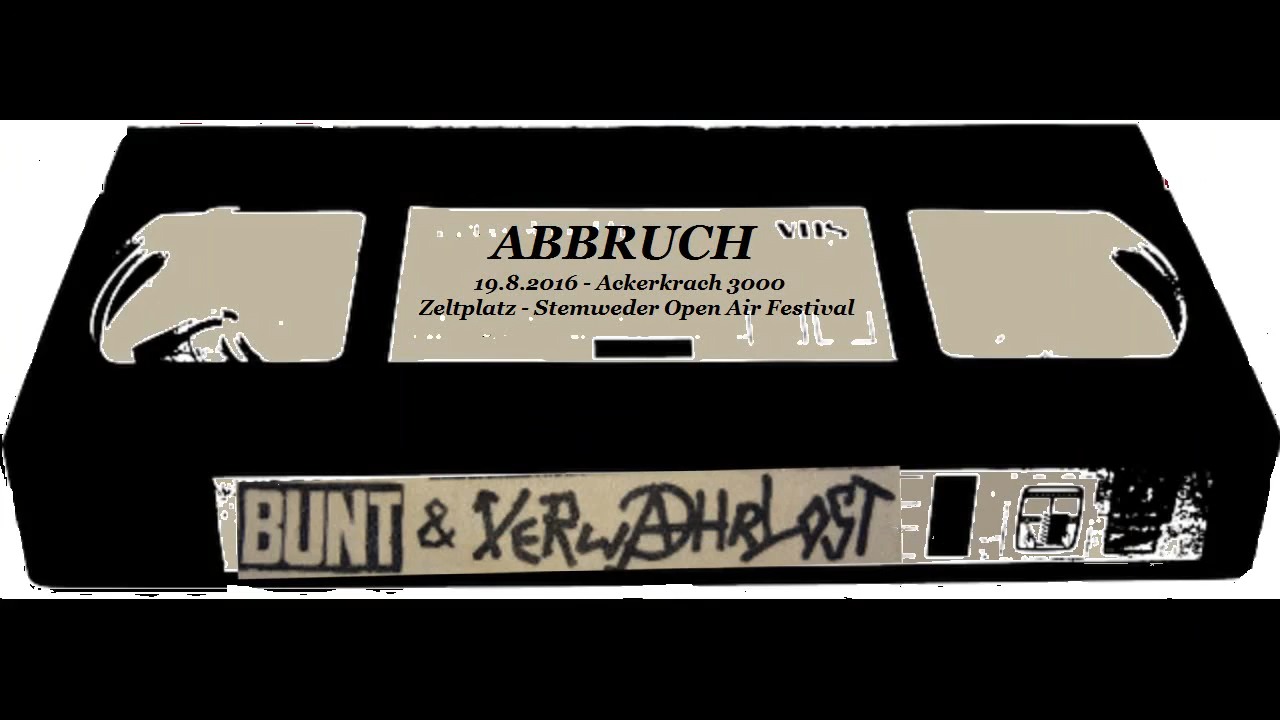 ABBRUCH
VHS
19.8.2016 - Ackerkrach 3000
Zeltplatz - Stemweder Open Air Festival
BUNT & VERWAHRLOST